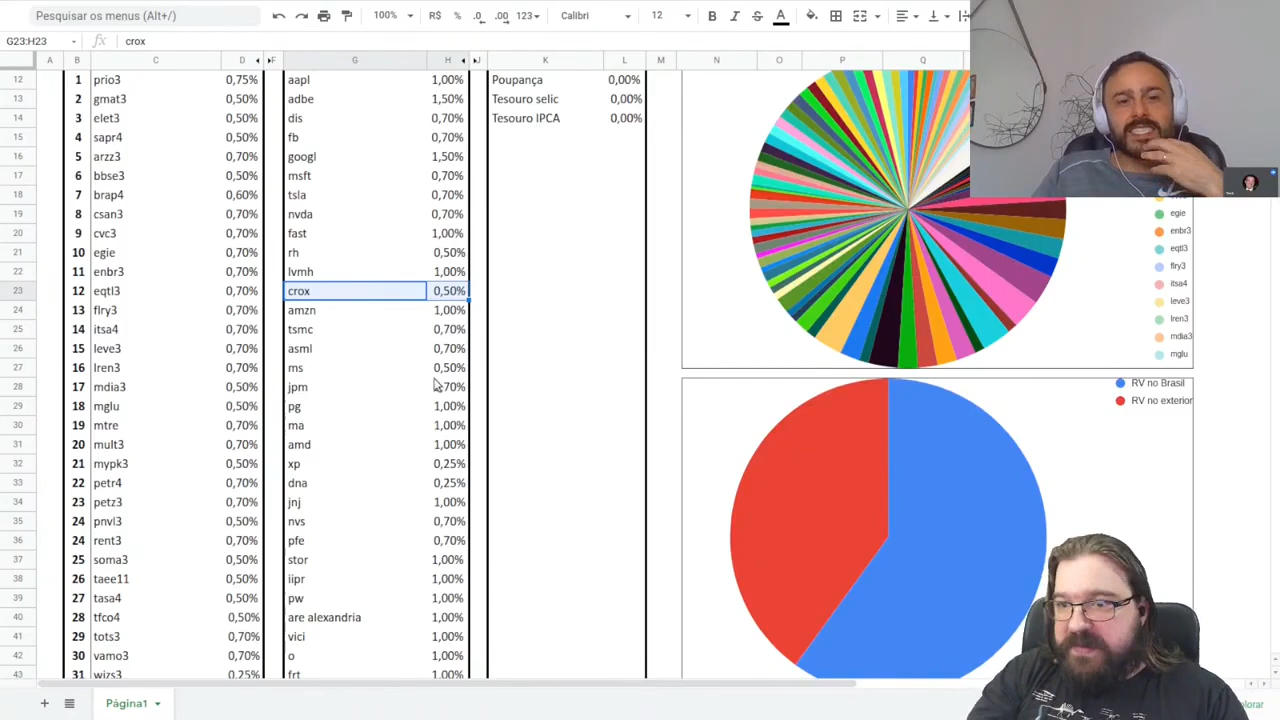 Pesquisar os menus (Alt+/)
100% R$ % .0 .00 123 Calibri 12 B I S A
G23:H23 fx crox
A B C D F G H J K L M N O P Q
12 1 prio3 0,75% aapl 1,00% Poupança 0,00%
13 2 gmat3 0,50% adbe 1,50% Tesouro selic 0,00%
14 3 elet3 0,50% dis 0,70% Tesouro IPCA 0,00%
15 4 sapr4 0,50% fb 0,70%
16 5 arzz3 0,70% googl 1,50%
17 6 bbse3 0,70% msft 0,70%
18 7 brap4 0,60% tsla 0,70%
19 8 csan3 0,70% nvda 0,70%
20 9 cvc3 0,70% fast 1,00%
21 10 egie 0,70% rh 0,50%
22 11 enbr3 0,70% lvmh 1,00%
23 12 eqtl3 0,70% crox 0,50%
24 13 flry3 0,70% amzn 1,00%
25 14 itsa4 0,70% tsmc 0,70%
26 15 leve3 0,70% asml 0,70%
27 16 lren3 0,70% ms 0,50%
28 17 mdia3 0,50% jpm 70%
29 18 mglu 0,50% pg 1,00%
30 19 mtre 0,70% ma 1,00%
31 20 mult3 0,70% amd 1,00%
32 21 mypk3 0,50% xp 0,25%
33 22 petr4 0,70% dna 0,25%
34 23 petz3 0,70% jnj 1,00%
35 24 pnvl3 0,50% nvs 0,70%
36 24 rent3 0,70% pfe 0,70%
37 25 soma3 0,70% stor 1,00%
38 26 taee11 0,50% iipr 1,00%
39 27 tasa4 0,50% pw 1,00%
40 28 tfco4 0,50% are alexandria 1,00%
41 29 tots3 0,70% vici 1,00%
42 30 vamo3 0,70% o 1,00%
43 31 wizs3 0,25% frt 1,00%
egie
enbr3
eqtl3
flry3
itsa4
leve3
lren3
mdia3
mglu
RV no Brasil
RV no exterior
Página1